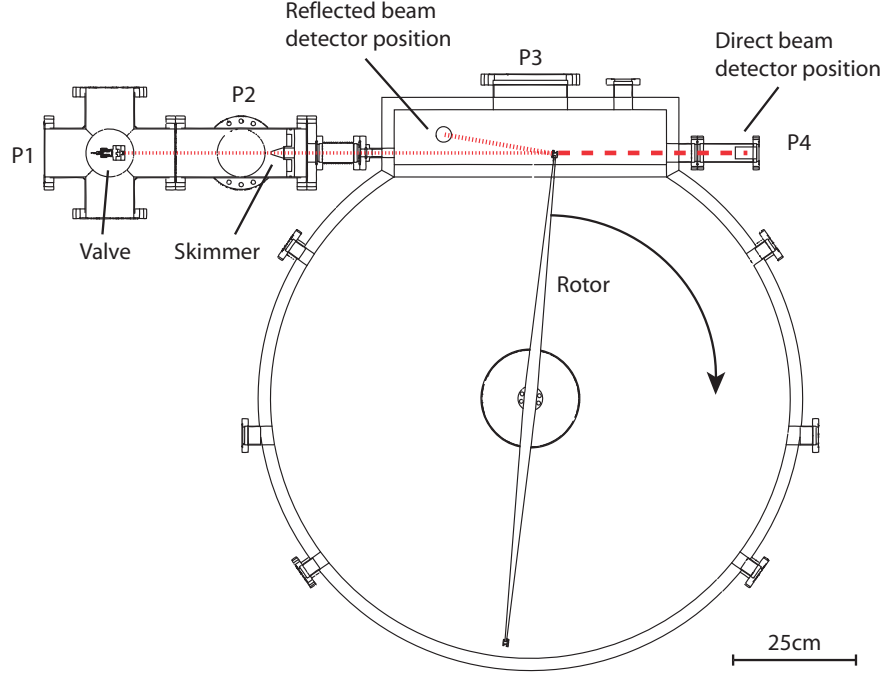 Reflected beam
detector position
P3
Direct beam
detector position
P2
P1
P4
Valve
Skimmer
Rotor
25cm